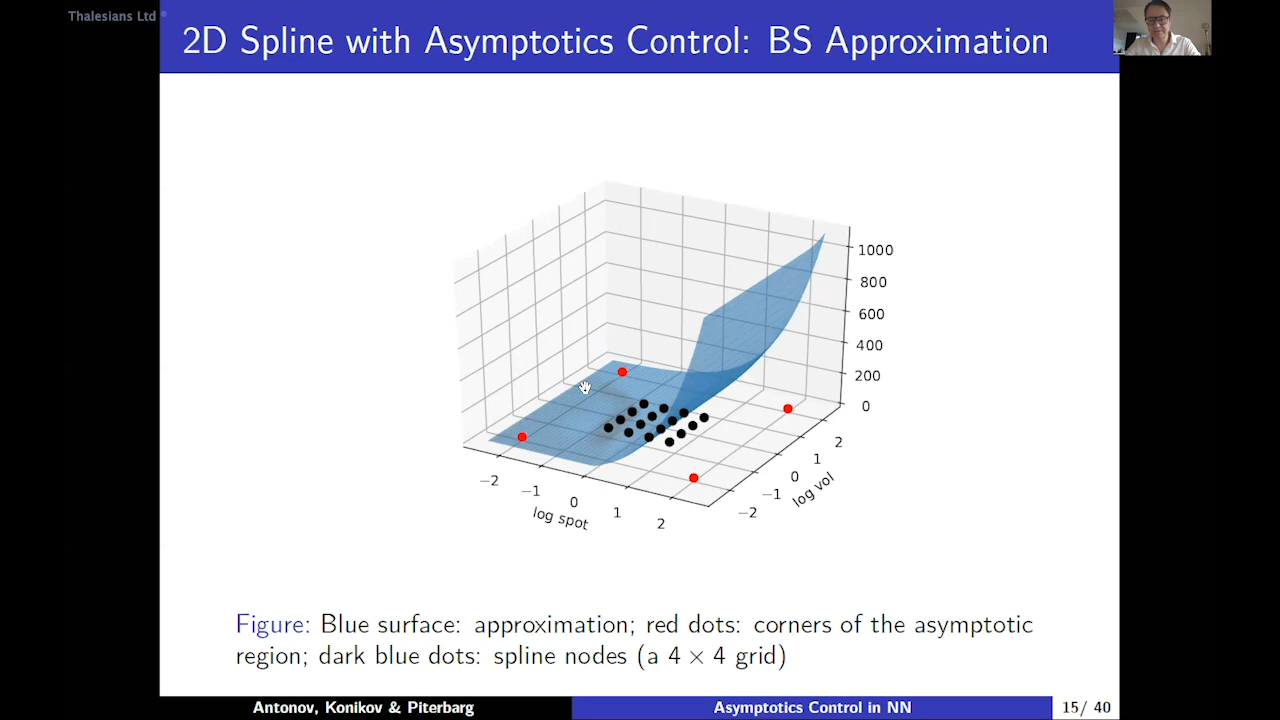 Thalesians Ltd
2D Spline with Asymptotics Control: BS Approximation
1000
800
600
400
200
0
2
1
0
−1
−2
log vol
−2
−1
0
1
2
log spot
Figure: Blue surface: approximation; red dots: corners of the asymptotic
region; dark blue dots: spline nodes (a 4 × 4 grid)
Antonov, Konikov & Piterbarg
Asymptotics Control in NN
15/ 40